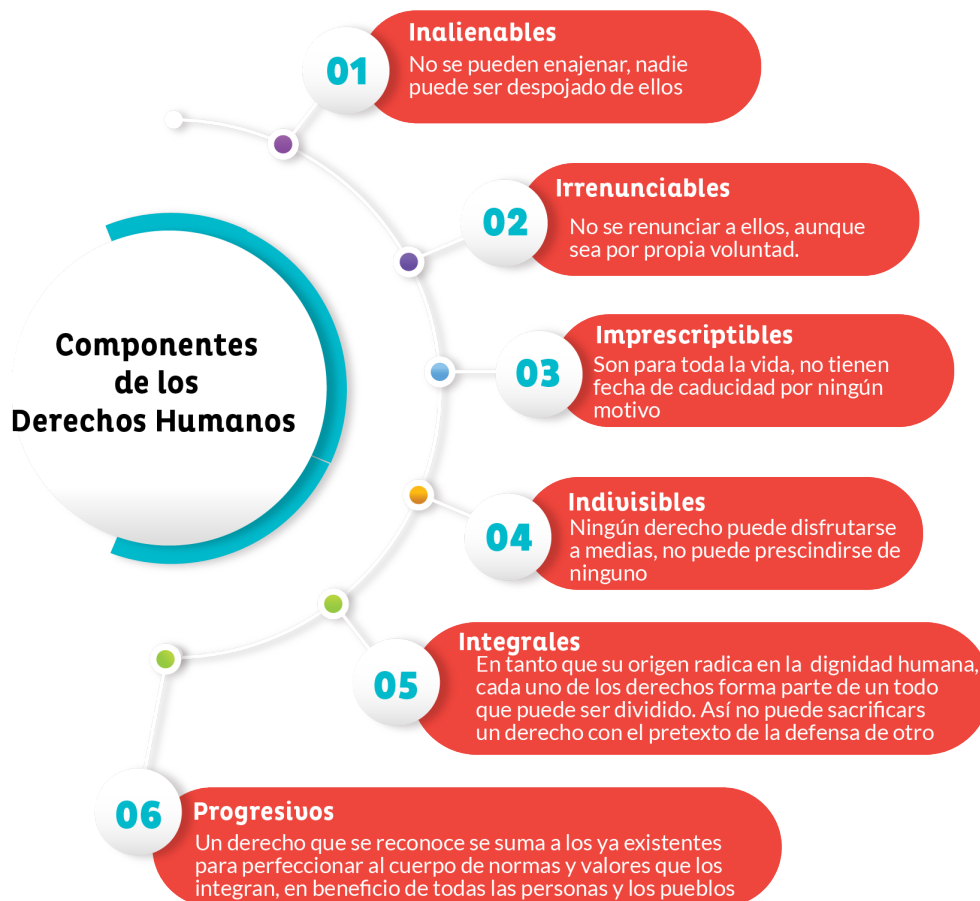 Componentes
de los
Derechos Humanos
01
Inalienables
No se pueden enajenar, nadie
puede ser despojado de ellos
02
Irrenunciables
No se renunciar a ellos, aunque
sea por propia voluntad.
03
Imprescriptibles
Son para toda la vida, no tienen
fecha de caducidad por ningún
motivo
04
Indivisibles
Ningún derecho puede disfrutarse
a medias, no puede prescindirse de
ninguno
05
Integrales
En tanto que su origen radica en la dignidad humana,
cada uno de los derechos forma parte de un todo
que puede ser dividido. Así no puede sacrificars
un derecho con el pretexto de la defensa de otro
06
Progresivos
Un derecho que se reconoce se suma a los ya existentes
para perfeccionar al cuerpo de normas y valores que los
integran, en beneficio de todas las personas y los pueblos